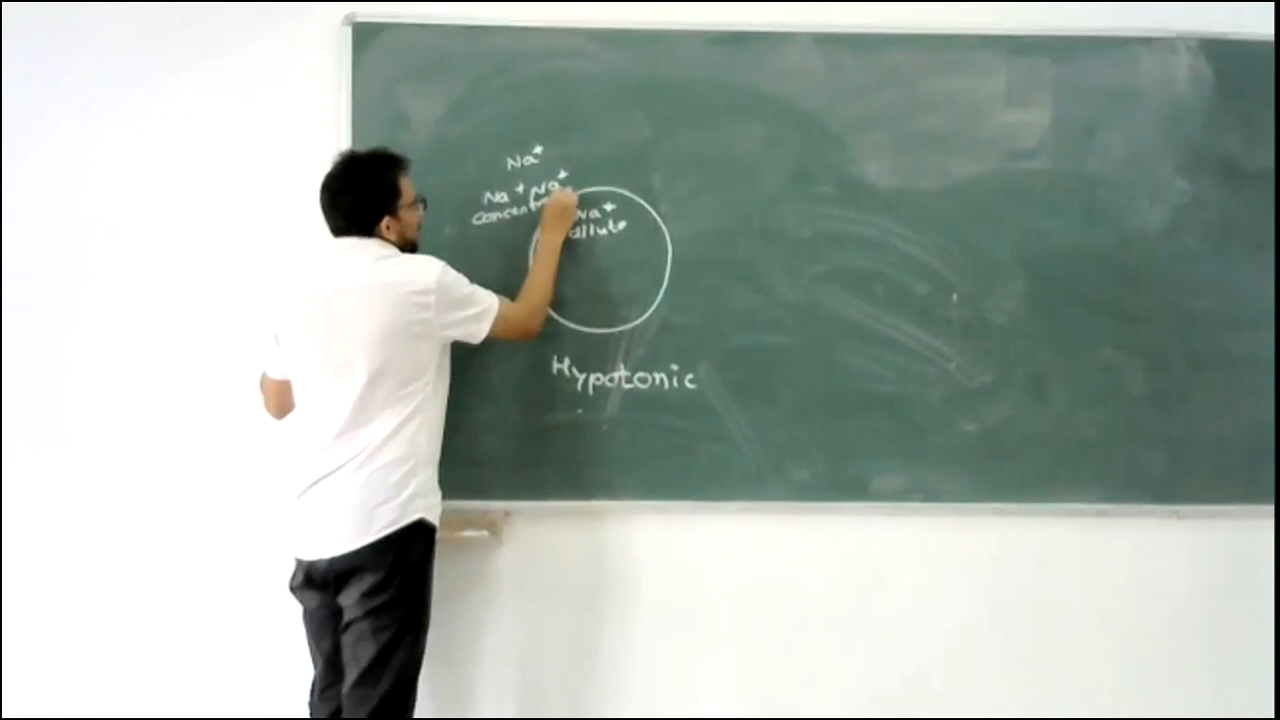 Na+
Na+ Na+
Na+
dilute
Hypotonic